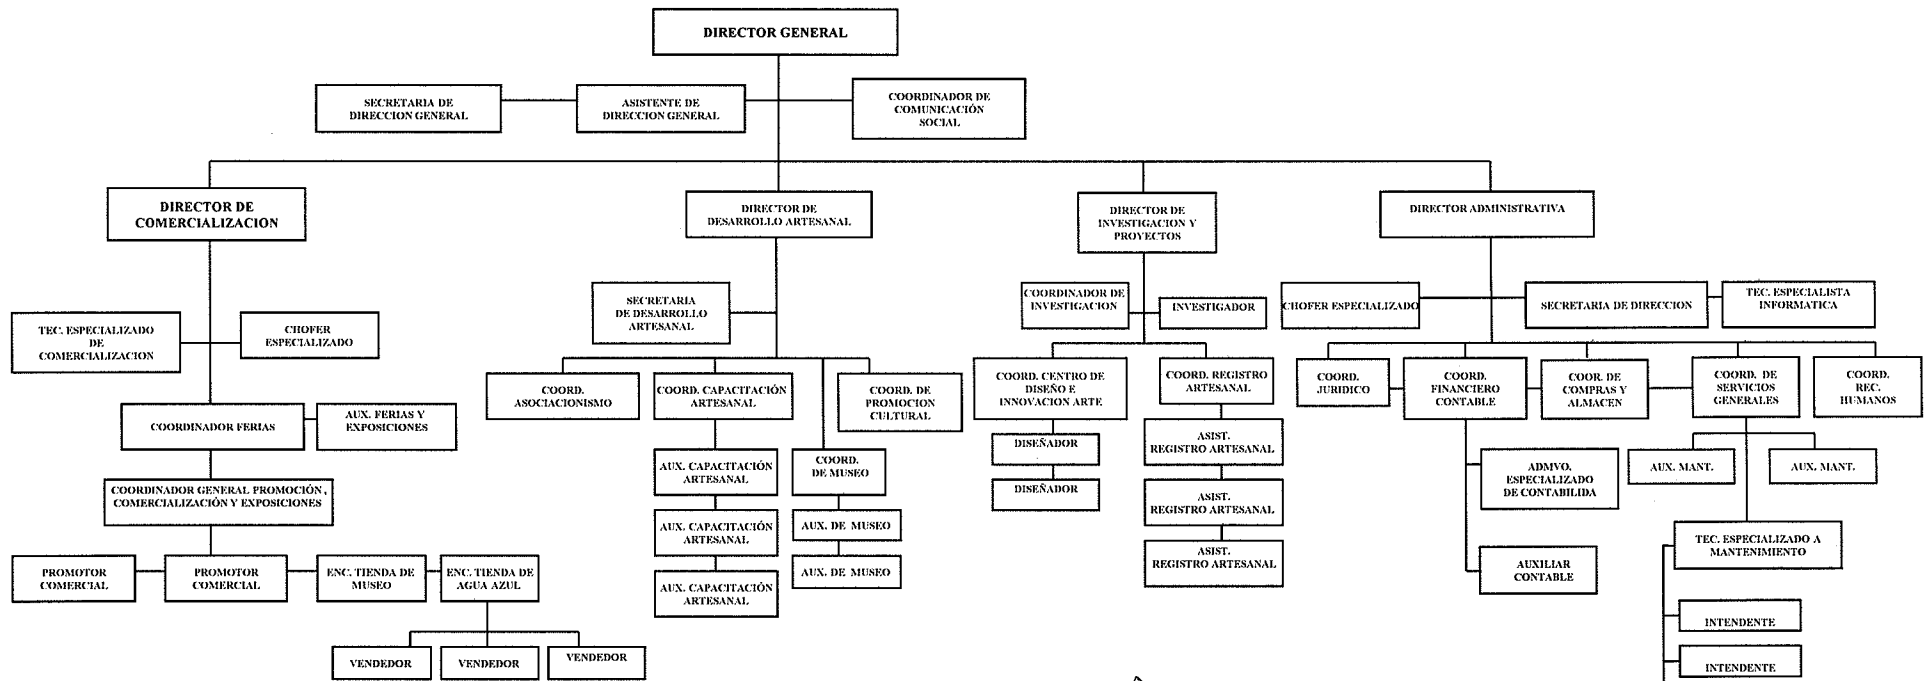 DIRECTOR GENERAL
SECRETARIA DE
DIRECCION GENERAL
ASISTENTE DE
DIRECCION GENERAL
COORDINADOR DE
COMUNICACIÓN
SOCIAL
DIRECTOR DE
COMERCIALIZACION
DIRECTOR DE
DESARROLLO ARTESANAL
DIRECTOR DE
INVESTIGACION Y
PROYECTOS
DIRECTOR ADMINISTRATIVA
TEC. ESPECIALIZADO
DE
COMERCIALIZACION
CHOFER
ESPECIALIZADO
COORDINADOR FERIAS
AUX. FERIAS Y
EXPOSICIONES
COORDINADOR GENERAL PROMOCIÓN,
COMERCIALIZACIÓN Y EXPOSICIONES
PROMOTOR
COMERCIAL
PROMOTOR
COMERCIAL
ENC. TIENDA DE
MUSEO
ENC. TIENDA DE
AGUA AZUL
VENDEDOR
VENDEDOR
VENDEDOR
SECRETARIA
DE DESARROLLO
ARTESANAL
COORD.
ASOCIACIONISMO
COORD. CAPACITACIÓN
ARTESANAL
COORD. DE
PROMOCION
CULTURAL
AUX. CAPACITACIÓN
ARTESANAL
AUX. CAPACITACIÓN
ARTESANAL
AUX. CAPACITACIÓN
ARTESANAL
COORD.
DE MUSEO
AUX. DE MUSEO
AUX. DE MUSEO
COORDINADOR DE
INVESTIGACION
INVESTIGADOR
COORD. CENTRO DE
DISEÑO E
INNOVACION ARTE
DISEÑADOR
DISEÑADOR
COORD. REGISTRO
ARTESANAL
ASIST.
REGISTRO ARTESANAL
ASIST.
REGISTRO ARTESANAL
ASIST.
REGISTRO ARTESANAL
CHOFER ESPECIALIZADO
SECRETARIA DE DIRECCION
TEC. ESPECIALISTA
INFORMATICA
COORD.
JURIDICO
COORD.
FINANCIERO
CONTABLE
COOR. DE
COMPRAS Y
ALMACEN
COORD. DE
SERVICIOS
GENERALES
COORD.
REC.
HUMANOS
ADMVO.
ESPECIALIZADO
DE CONTABILIDA
AUXILIAR
CONTABLE
AUX. MANT.
AUX. MANT.
TEC. ESPECIALIZADO A
MANTENIMIENTO
INTENDENTE
INTENDENTE